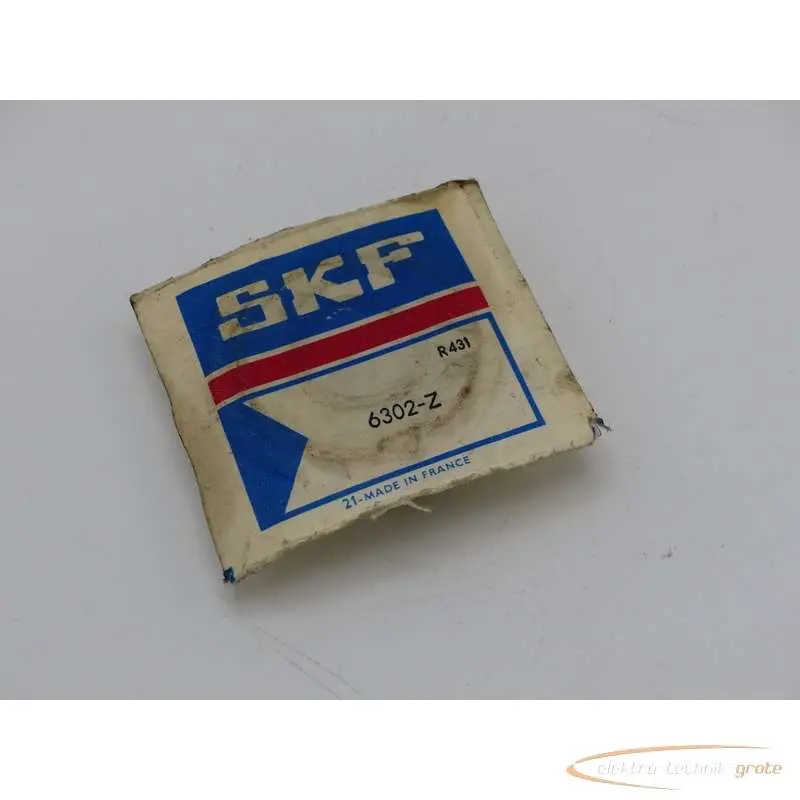 SKF
R431
6302-Z
21-MADE IN FRANCE
elektro-technik-grote